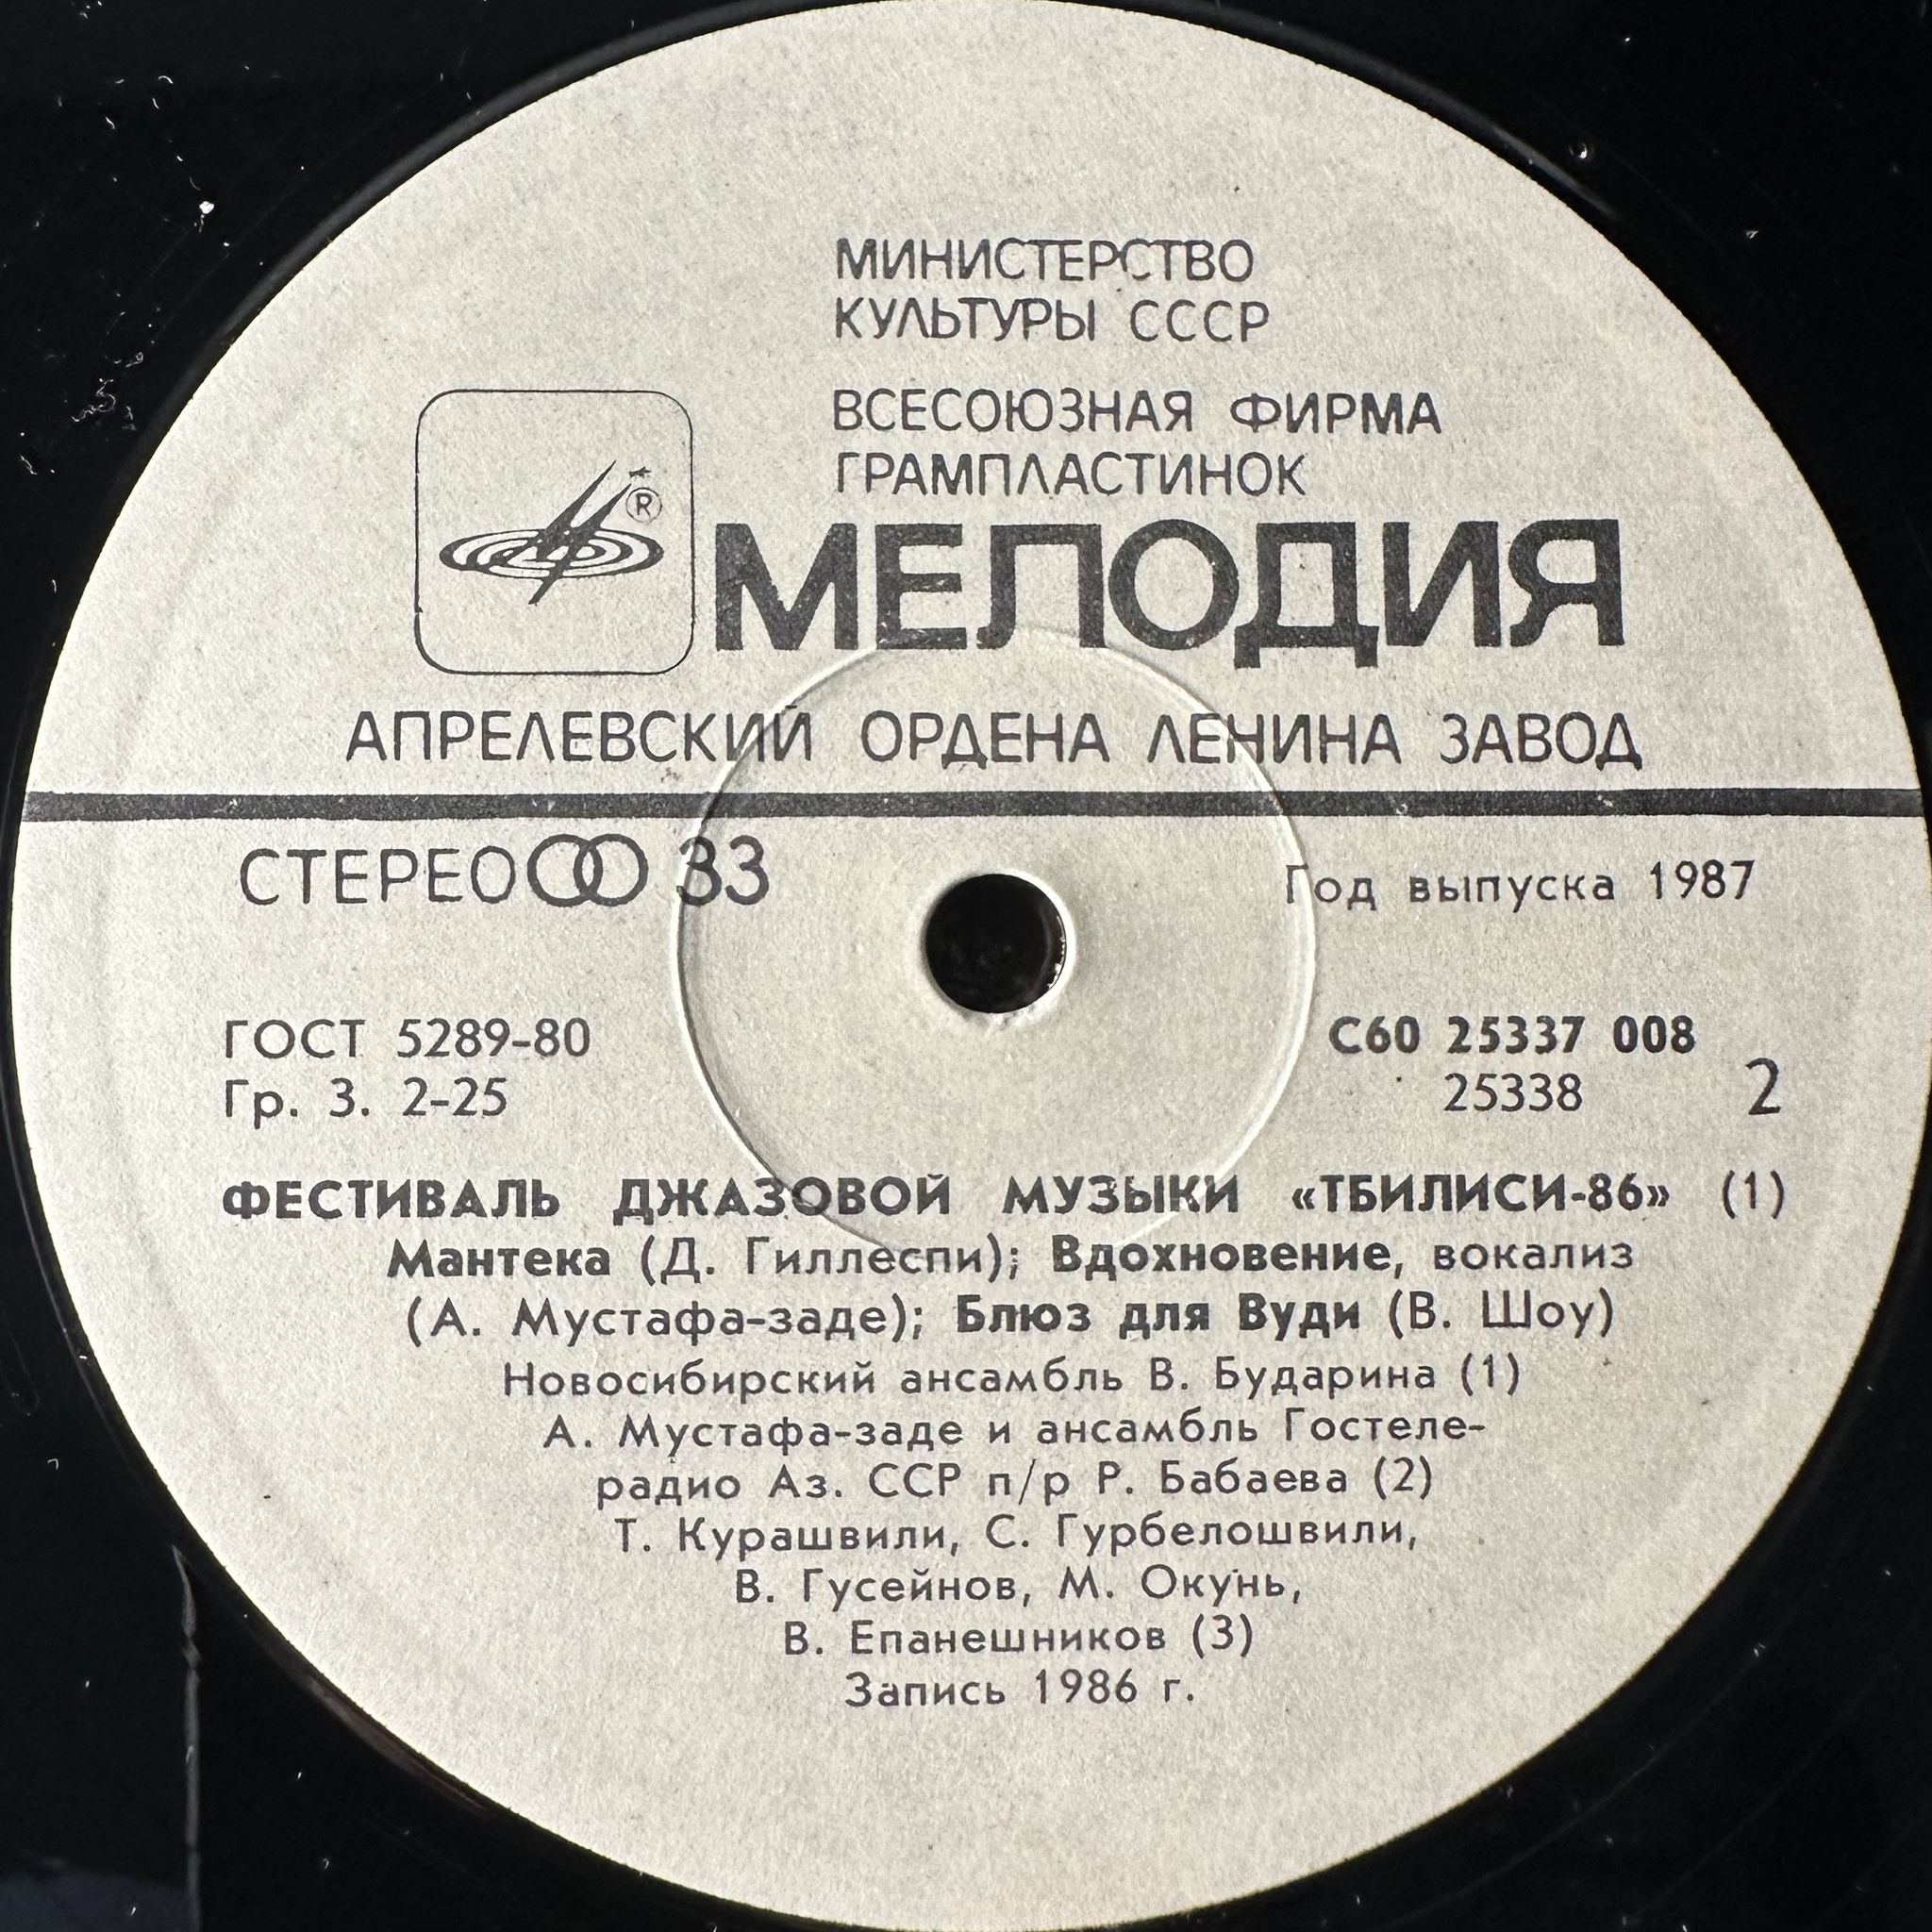 МИНИСТЕРСТВО
КУЛЬТУРЫ СССР
ВСЕСОЮЗНАЯ ФИРМА
ГРАМПЛАСТИНОК
®
МЕЛОДИЯ
АПРЕЛЕВСКИЙ ОРДЕНА ЛЕНИНА ЗАВОД
СТЕРЕО 33
Год выпуска 1987
ГОСТ 5289-80
Гр. 3. 2-25
С60 25337 008
25338
2
ФЕСТИВАЛЬ ДЖАЗОВОЙ МУЗЫКИ «ТБИЛИСИ-86» (1)
Мантека (Д. Гиллеспи); Вдохновение, вокализ
(А. Мустафа-заде); Блюз для Вуди (В. Шоу)
Новосибирский ансамбль В. Бударина (1)
А. Мустафа-заде и ансамбль Гостеле-
радио Аз. ССР п/р Р. Бабаева (2)
Т. Курашвили, С. Гурбелошвили,
В. Гусейнов, М. Окунь,
В. Епанешников (3)
Запись 1986 г.